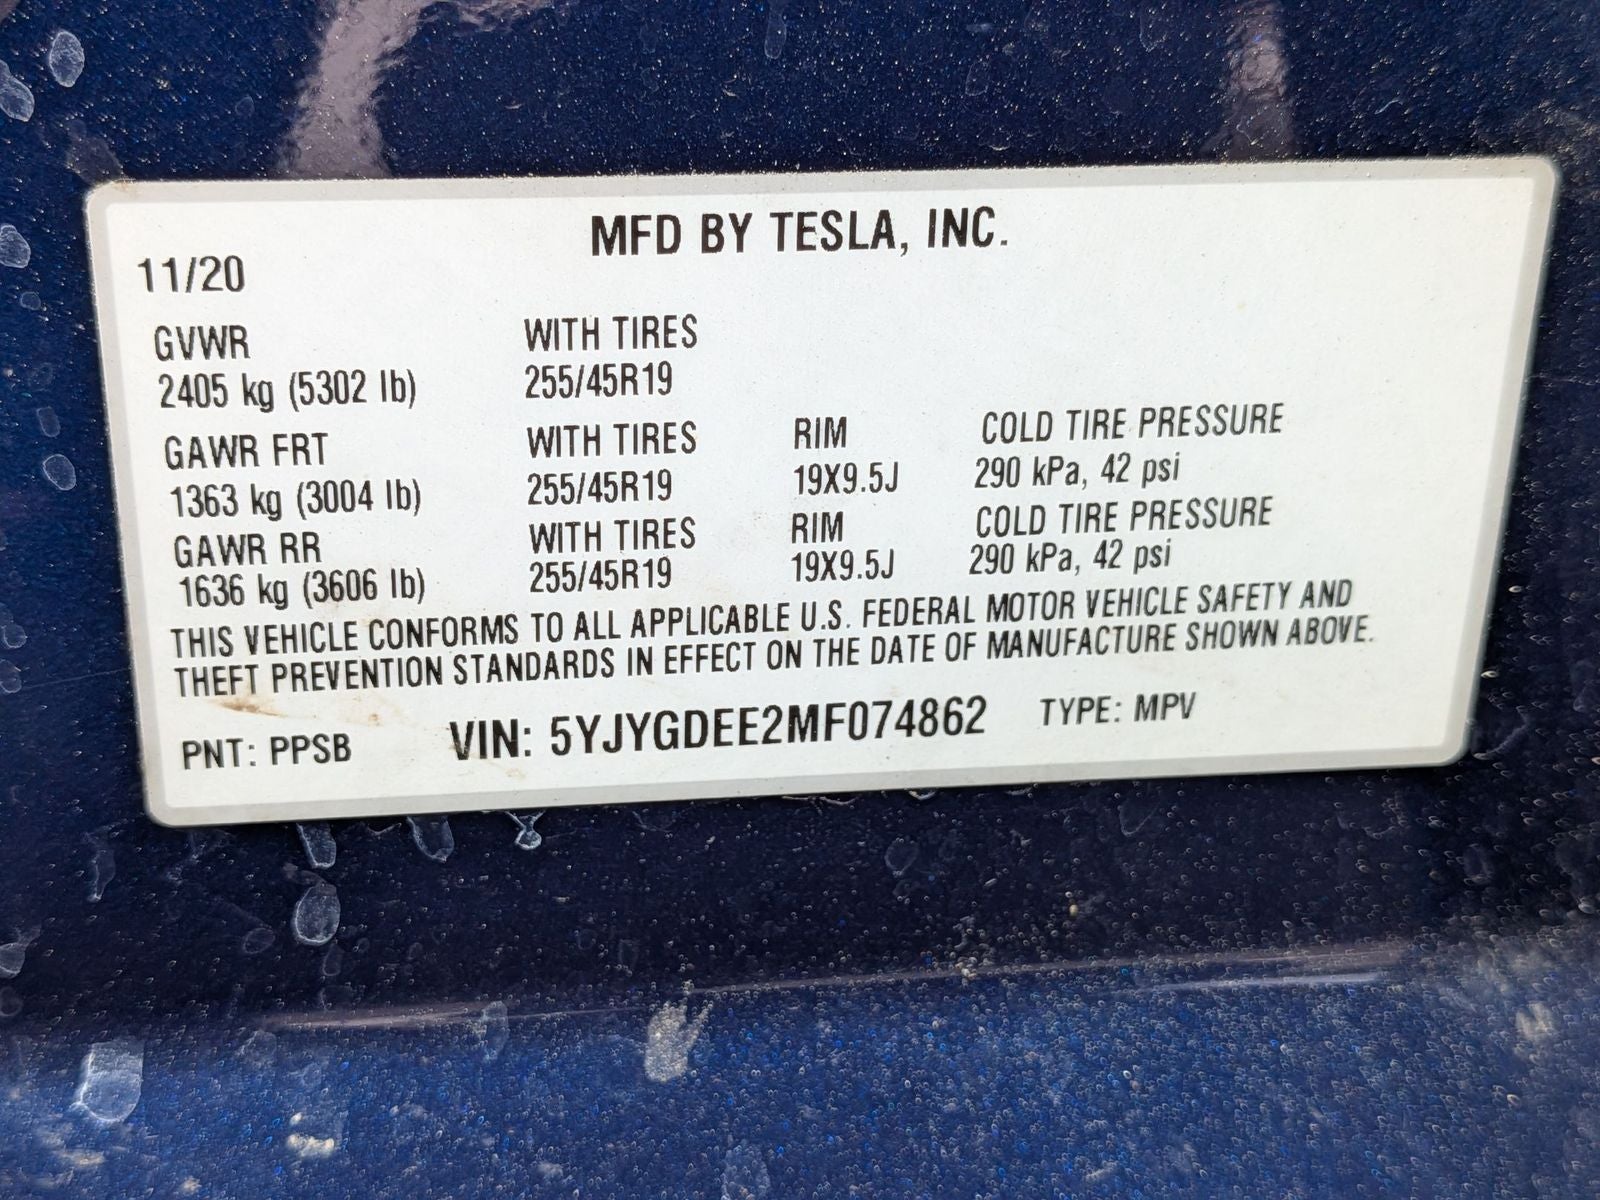 MFD BY TESLA, INC.
11/20
GVWR WITH TIRES
2405 kg (5302 lb) 255/45R19
GAWR FRT WITH TIRES RIM COLD TIRE PRESSURE
1363 kg (3004 lb) 255/45R19 19X9.5J 290 kPa, 42 psi
GAWR RR WITH TIRES RIM COLD TIRE PRESSURE
1636 kg (3606 lb) 255/45R19 19X9.5J 290 kPa, 42 psi
THIS VEHICLE CONFORMS TO ALL APPLICABLE U.S. FEDERAL MOTOR VEHICLE SAFETY AND
THEFT PREVENTION STANDARDS IN EFFECT ON THE DATE OF MANUFACTURE SHOWN ABOVE.
PNT: PPSB VIN: 5YJYGDEE2MF074862 TYPE: MPV